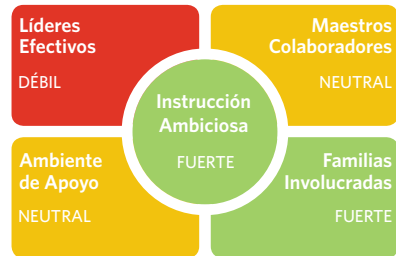 Líderes
Efectivos
DÉBIL
Maestros
Colaboradores
NEUTRAL
Instrucción
Ambiciosa
FUERTE
Ambiente
de Apoyo
NEUTRAL
Familias
Involucradas
FUERTE